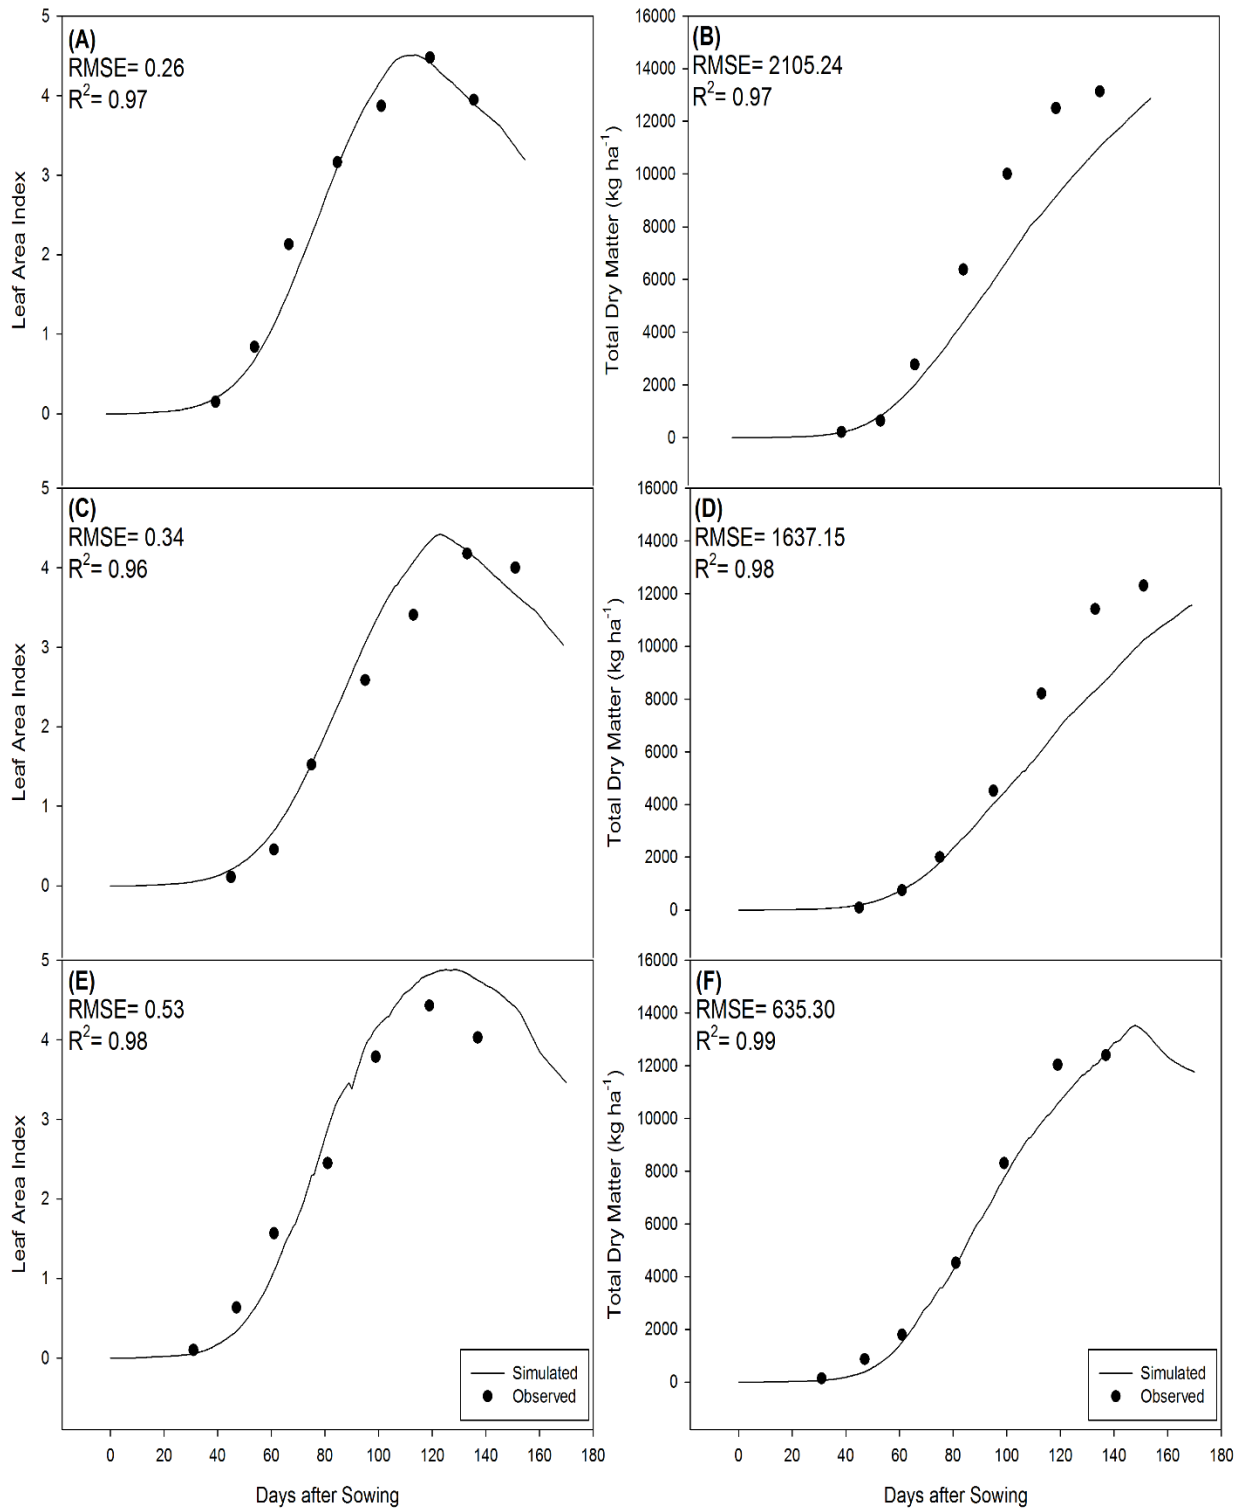 (A)
RMSE= 0.26
R²= 0.97
5
4
3
2
1
0
Leaf Area Index
(B)
RMSE= 2105.24
R²= 0.97
16000
14000
12000
10000
8000
6000
4000
2000
0
Total Dry Matter (kg ha⁻¹)
(C)
RMSE= 0.34
R²= 0.96
5
4
3
2
1
0
Leaf Area Index
(D)
RMSE= 1637.15
R²= 0.98
16000
14000
12000
10000
8000
6000
4000
2000
0
Total Dry Matter (kg ha⁻¹)
(E)
RMSE= 0.53
R²= 0.98
5
4
3
2
1
0
Leaf Area Index
Simulated
Observed
0 20 40 60 80 100 120 140 160 180
Days after Sowing
(F)
RMSE= 635.30
R²= 0.99
16000
14000
12000
10000
8000
6000
4000
2000
0
Total Dry Matter (kg ha⁻¹)
Simulated
Observed
0 20 40 60 80 100 120 140 160 180
Days after Sowing